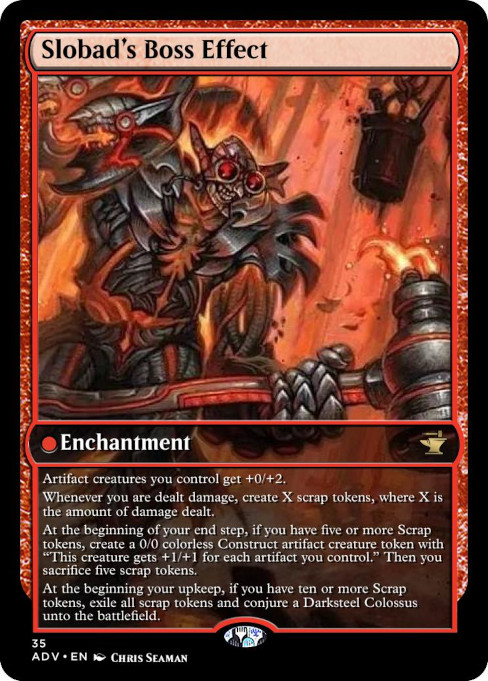 Slobad's Boss Effect
Enchantment
Artifact creatures you control get +0/+2.
Whenever you are dealt damage, create X scrap tokens, where X is
the amount of damage dealt.
At the beginning of your end step, if you have five or more Scrap
tokens, create a 0/0 colorless Construct artifact creature token with
“This creature gets +1/+1 for each artifact you control.” Then you
sacrifice five scrap tokens.
At the beginning your upkeep, if you have ten or more Scrap
tokens, exile all scrap tokens and conjure a Darksteel Colossus
unto the battlefield.
35
ADV • EN CHRIS SEAMAN